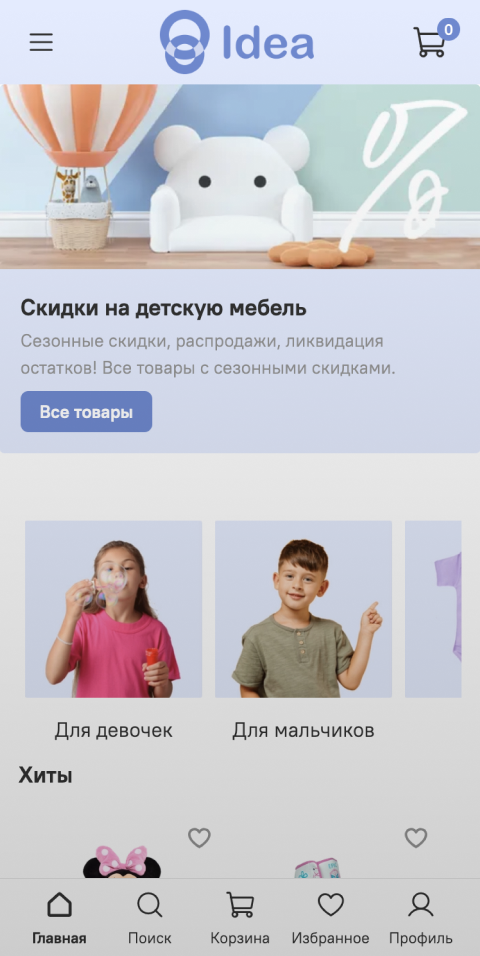 Idea
0
%
Скидки на детскую мебель
Сезонные скидки, распродажи, ликвидация
остатков! Все товары с сезонными скидками.
Все товары
Для девочек
Для мальчиков
Хиты
Главная
Поиск
Корзина
Избранное
Профиль